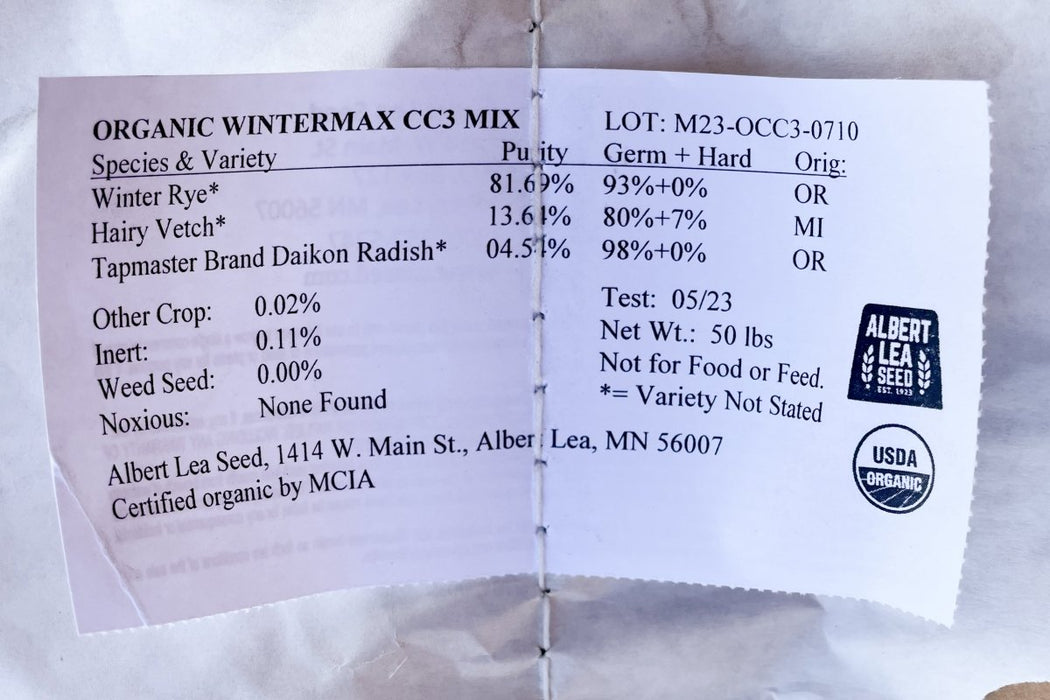 ORGANIC WINTERMAX CC3 MIX LOT: M23-OCC3-0710
Species & Variety Purity Germ + Hard Orig:
Winter Rye* 81.69% 93%+0% OR
Hairy Vetch* 13.64% 80%+7% MI
Tapmaster Brand Daikon Radish* 04.54% 98%+0% OR
Other Crop: 0.02%
Inert: 0.11%
Weed Seed: 0.00%
Noxious: None Found
Test: 05/23
Net Wt.: 50 lbs
Not for Food or Feed.
*= Variety Not Stated
Albert Lea Seed, 1414 W. Main St., Albert Lea, MN 56007
Certified organic by MCIA
ALBERT
LEA
SEED
EST. 1923
USDA
ORGANIC